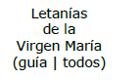 Letanías
de la
Virgen María
(guía | todos)